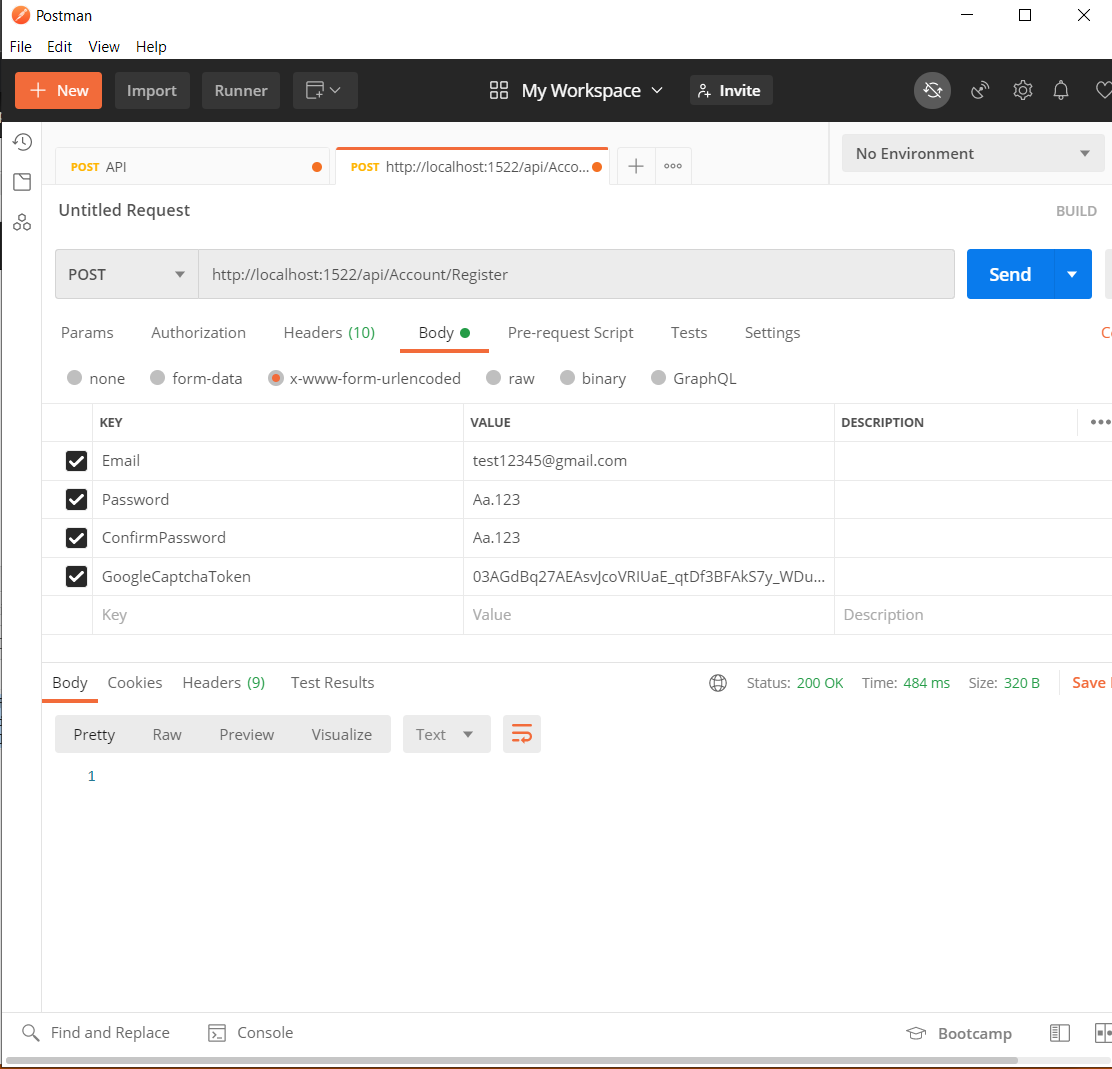 Postman
File Edit View Help
New Import Runner My Workspace Invite
POST API POST http://localhost:1522/api/Acco... No Environment
Untitled Request BUILD
POST http://localhost:1522/api/Account/Register Send
Params Authorization Headers (10) Body Pre-request Script Tests Settings
none form-data x-www-form-urlencoded raw binary GraphQL
KEY VALUE DESCRIPTION
Email test12345@gmail.com
Password Aa.123
ConfirmPassword Aa.123
GoogleCaptchaToken 03AGdBq27AEAsvJcoVRIUaE_qtDf3BFAkS7y_WDu...
Key Value Description
Body Cookies Headers (9) Test Results Status: 200 OK Time: 484 ms Size: 320 B Save
Pretty Raw Preview Visualize Text
1
Find and Replace Console Bootcamp